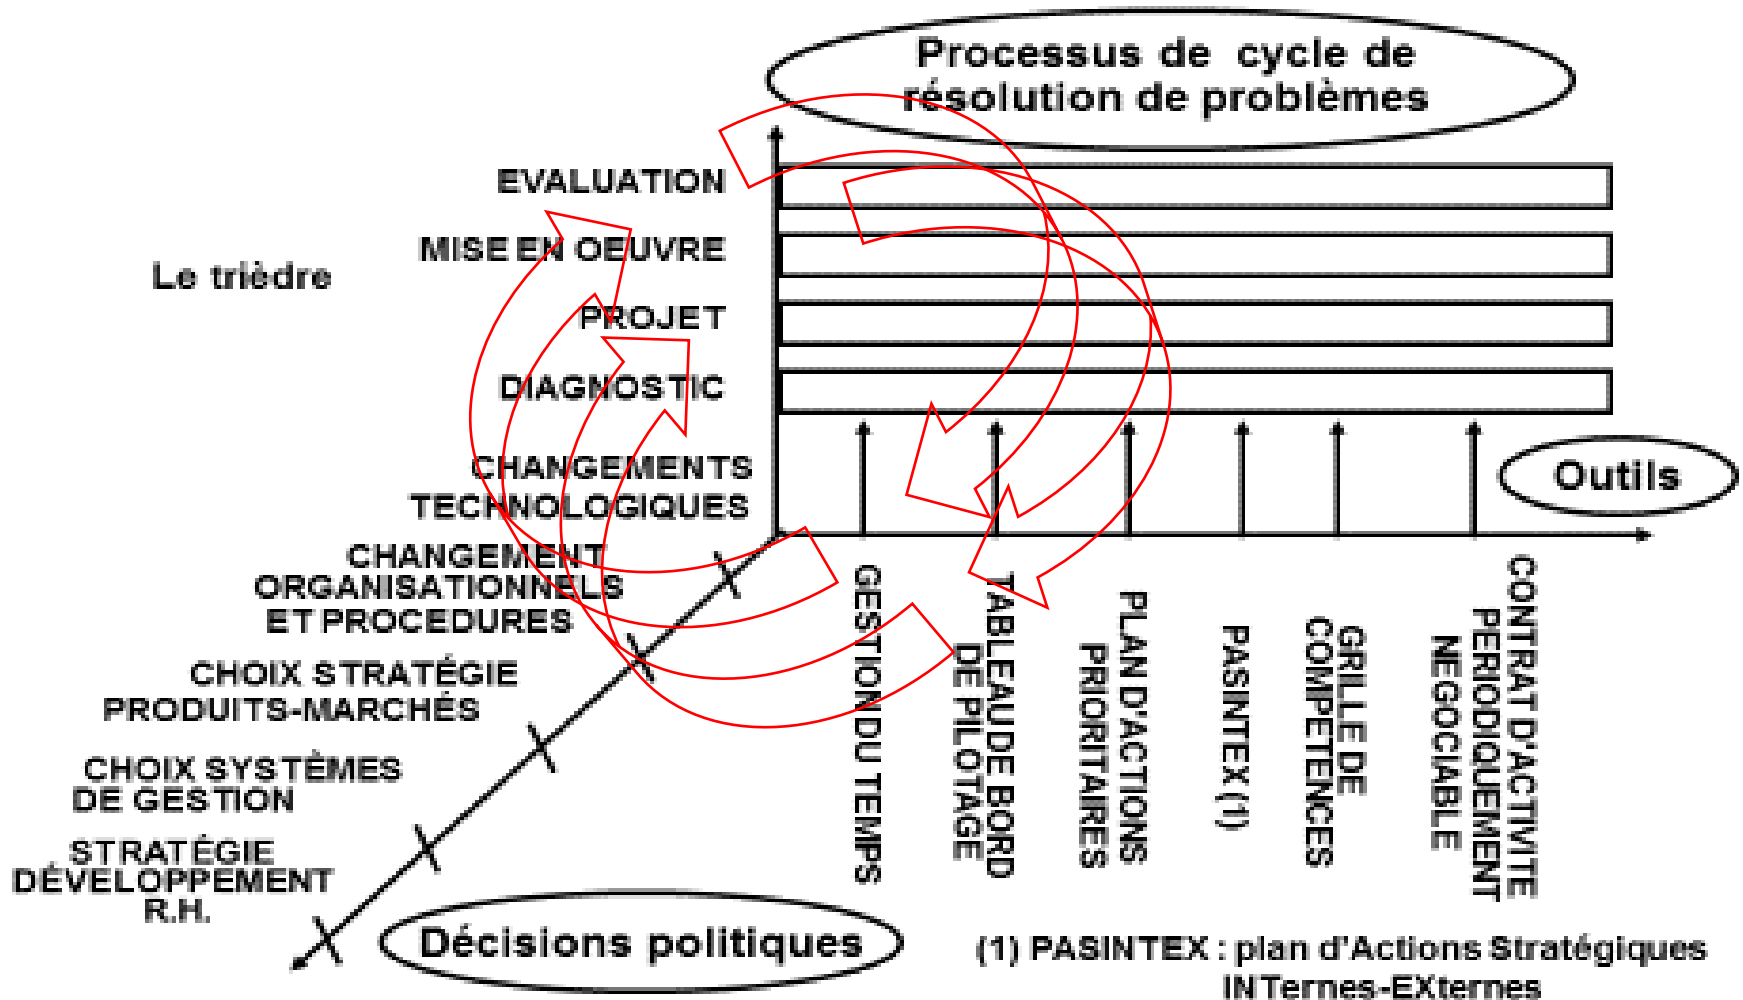 Processus de cycle de
résolution de problèmes
EVALUATION
MISE EN OEUVRE
Le trièdre
PROJET
DIAGNOSTIC
CHANGEMENTS
TECHNOLOGIQUES
Outils
CHANGEMENT
ORGANISATIONNELS
ET PROCEDURES
CHOIX STRATÉGIE
PRODUITS-MARCHÉS
CHOIX SYSTÈMES
DE GESTION
STRATÉGIE
DÉVELOPPEMENT
R.H.
Décisions politiques
GESTION DU TEMPS
TABLEAU DE BORD
DE PILOTAGE
PLAN D'ACTIONS
PRIORITAIRES
PASINTEX (1)
GRILLE DE
COMPETENCES
CONTRAT D'ACTIVITE
PERIODIQUEMENT
NEGOCIABLE
(1) PASINTEX : plan d'Actions Stratégiques
INTernes-EXternes